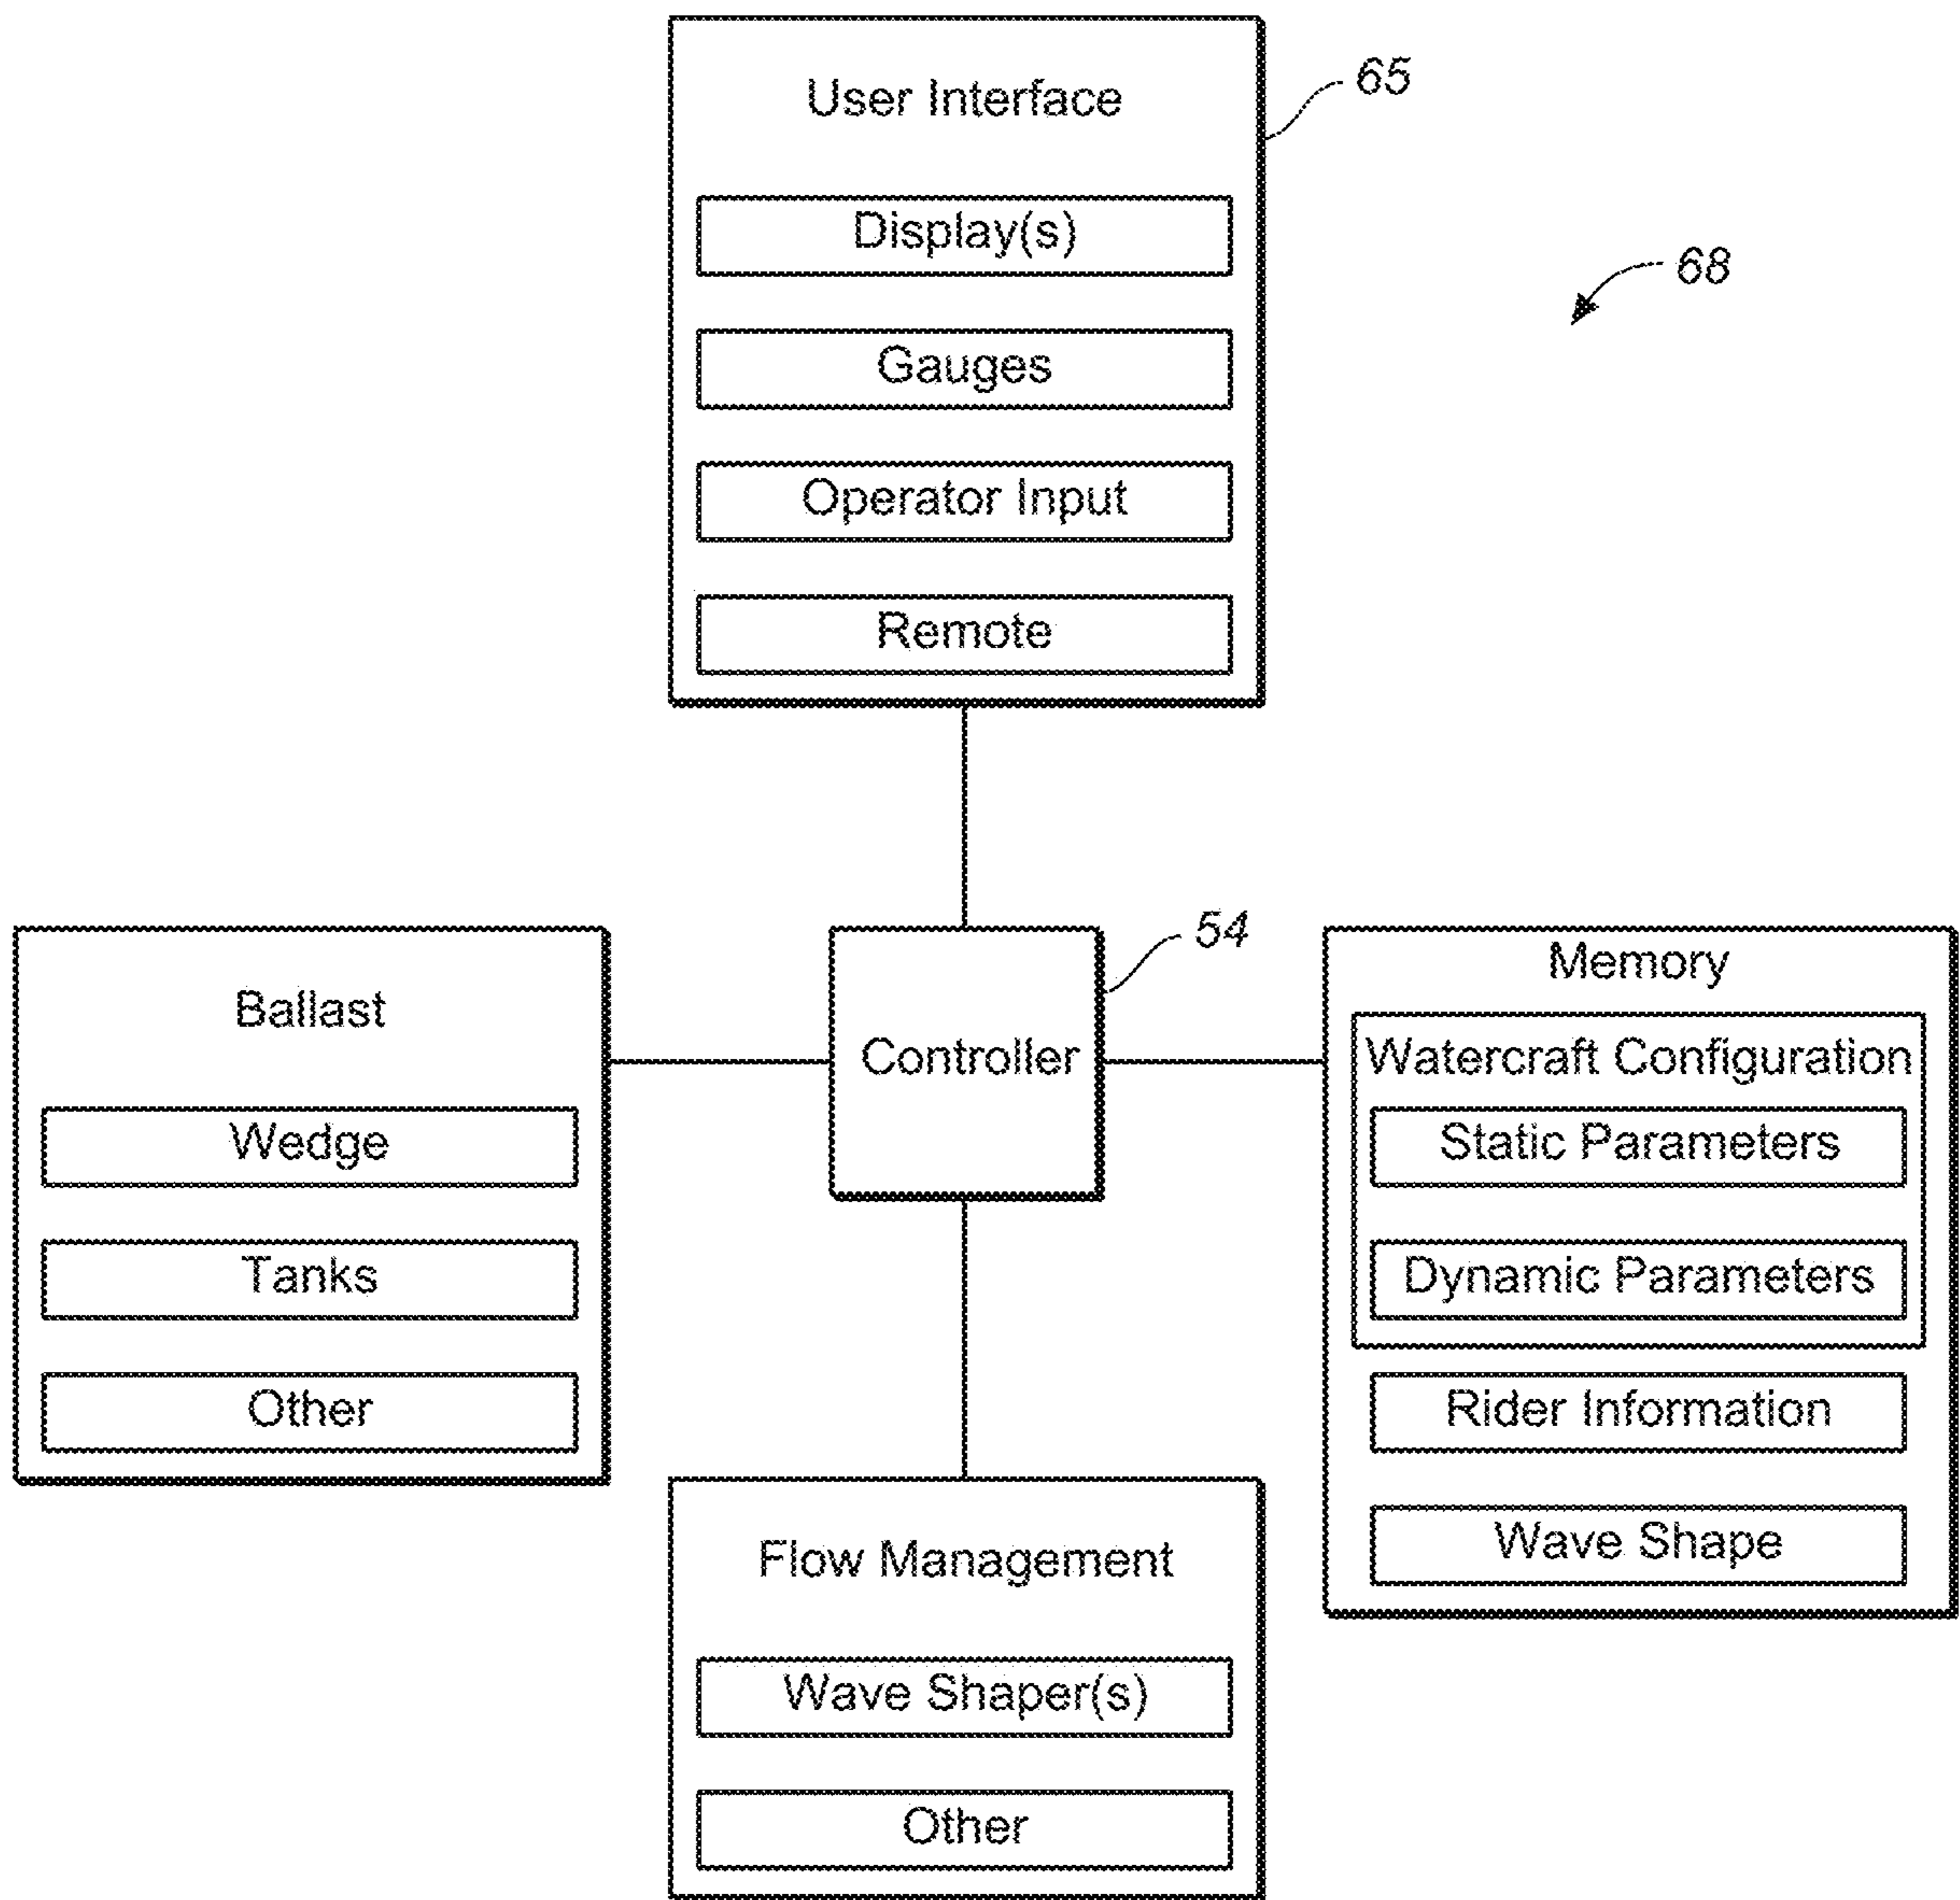 User Interface
65
Display(s)
68
Gauges
Operator Input
Remote
Ballast
Wedge
Tanks
Other
54
Controller
Memory
Watercraft Configuration
Static Parameters
Dynamic Parameters
Rider Information
Wave Shape
Flow Management
Wave Shaper(s)
Other